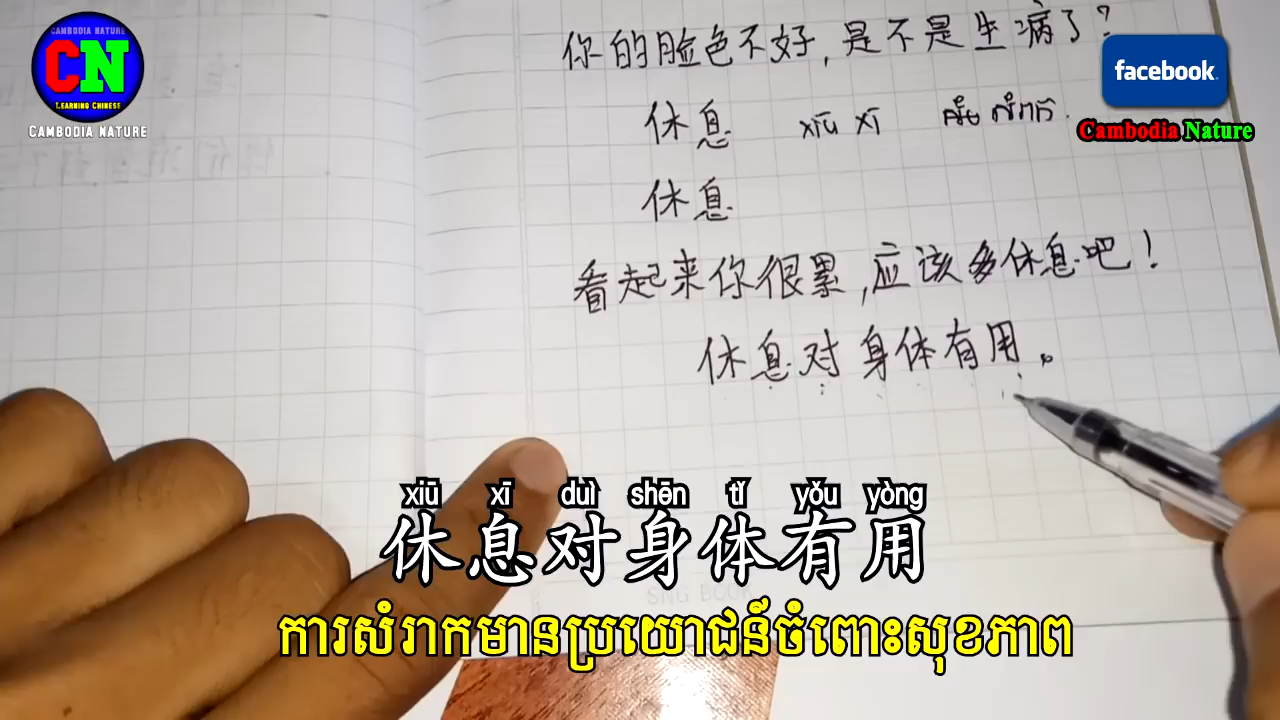 CAMBODIA NATURE
CN
Learning Chinese
CAMBODIA NATURE
facebook
Cambodia Nature
你的脸色不好,是不是生病了?
休息 xiū xī សំរាក.
休息
看起来你很累,应该多休息吧!
休息对身体有用。
xiū xī duì shēn tǐ yǒu yòng
休息对身体有用
ការសំរាកមានប្រយោជន៍ចំពោះសុខភាព
SNG BOOK